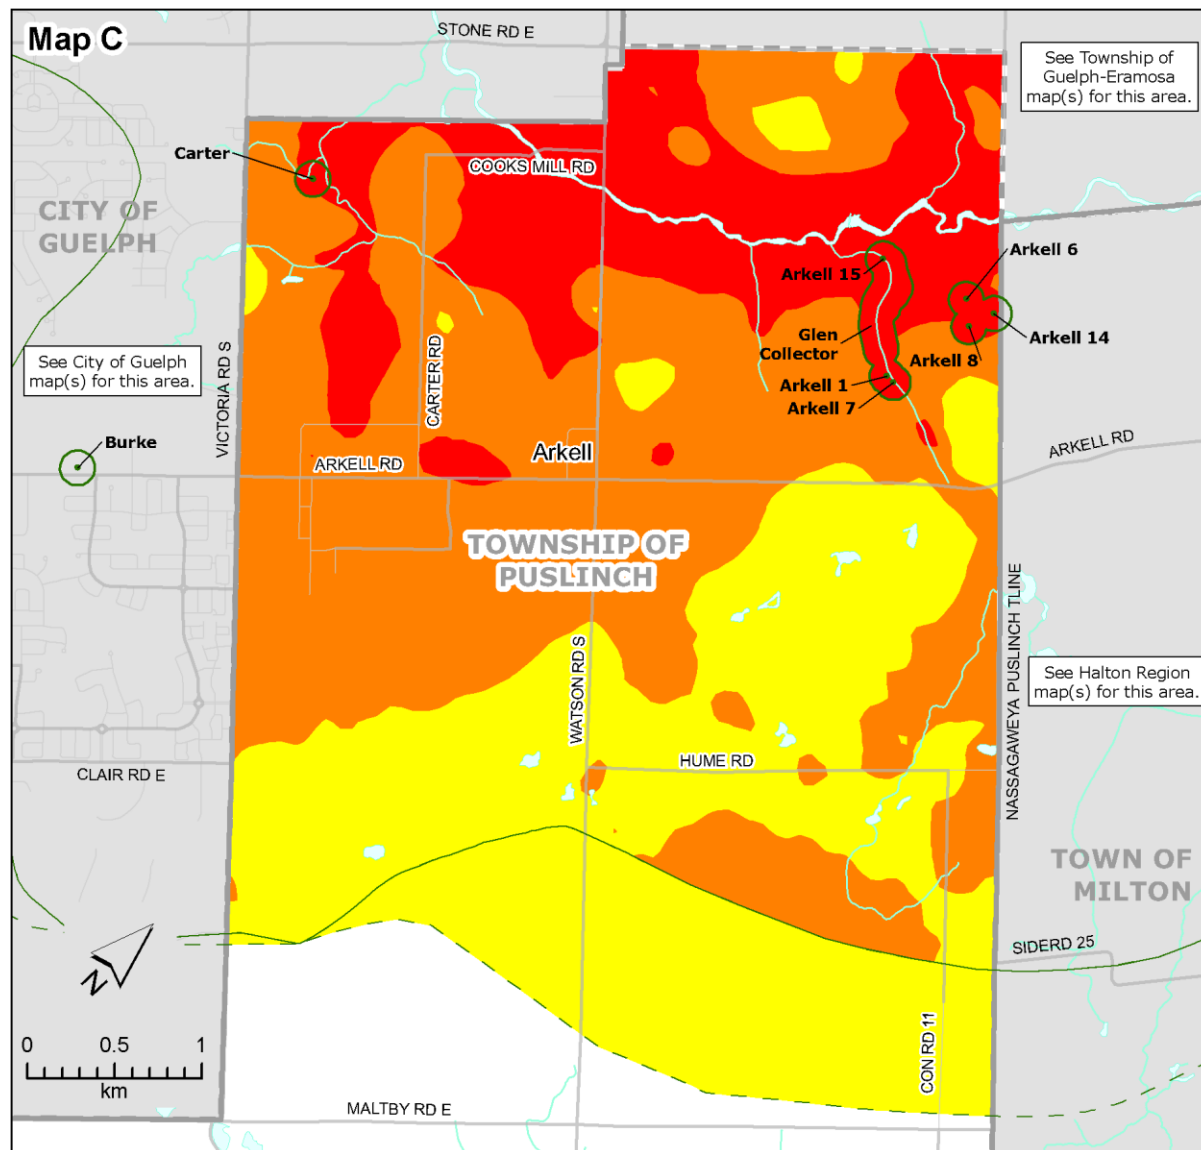 Map C
STONE RD E
See Township of
Guelph-Eramosa
map(s) for this area.
Carter
COOKS MILL RD
CITY OF
GUELPH
Arkell 6
Arkell 15
Glen
Collector
Arkell 14
Arkell 8
See City of Guelph
map(s) for this area.
VICTORIA RD S
CARTER RD
Arkell 1
Arkell 7
Burke
Arkell
ARKELL RD
ARKELL RD
TOWNSHIP OF
PUSLINCH
NASSAGAWEYA PUSLINCH TLINE
WATSON RD S
See Halton Region
map(s) for this area.
CLAIR RD E
HUME RD
TOWN OF
MILTON
SIDERD 25
N
0 0.5 1
km
CON RD 11
MALTBY RD E